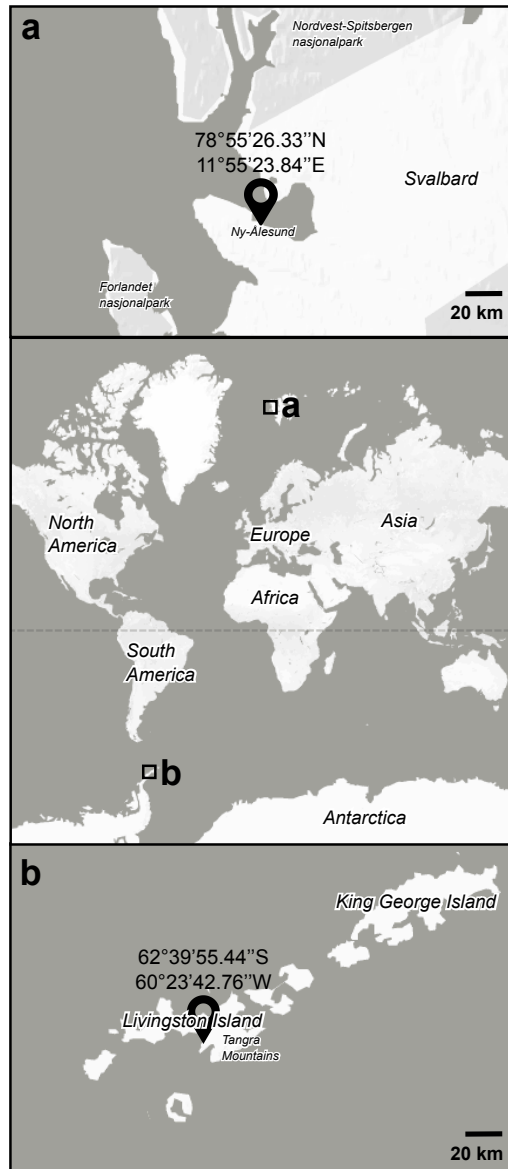 a
Nordvest-Spitsbergen
nasjonalpark
78°55'26.33''N
11°55'23.84''E
Svalbard
Ny-Ålesund
Forlandet
nasjonalpark
20 km
a
North
America
Europe
Asia
Africa
South
America
b
Antarctica
b
King George Island
62°39'55.44''S
60°23'42.76''W
Livingston Island
Tangra
Mountains
20 km